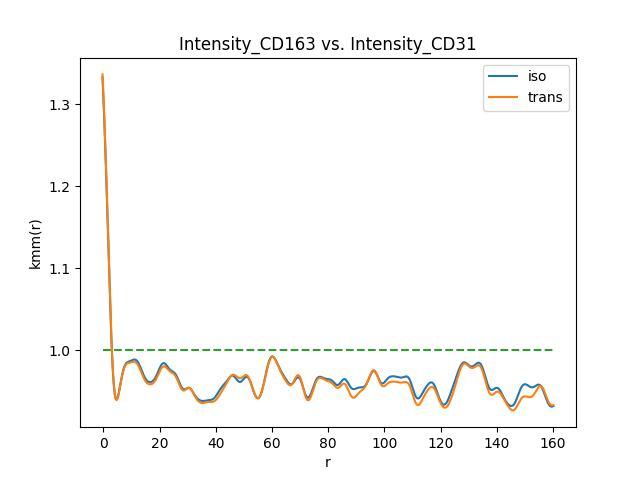 Intensity_CD163 vs. Intensity_CD31
iso
trans
kmm(r)
1.3
1.2
1.1
1.0
0 20 40 60 80 100 120 140 160
r